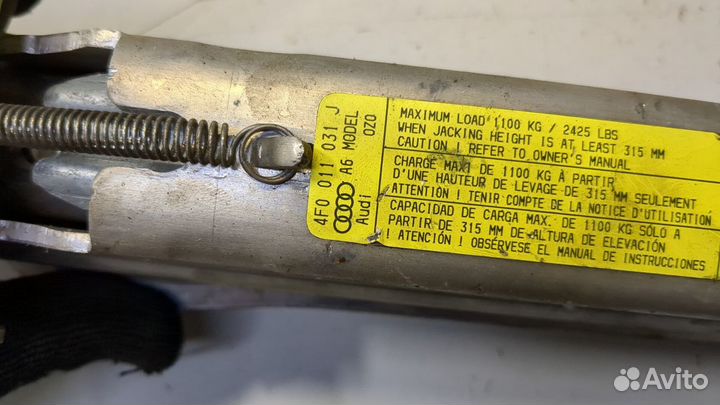 4F0 011 031 J
A6 MODEL
Audi
0Z0
MAXIMUM LOAD 1100 KG / 2425 LBS
WHEN JACKING HEIGHT IS AT LEAST 315 MM
CAUTION ! REFER TO OWNER'S MANUAL
CHARGE MAXI DE 1100 KG À PARTIR
D'UNE HAUTEUR DE LEVAGE DE 315 MM SEULEMENT
ATTENTION ! TENIR COMPTE DE LA NOTICE D'UTILISATION
CAPACIDAD DE CARGA MAX. DE 1100 KG SÓLO A
PARTIR DE 315 MM DE ALTURA DE ELEVACIÓN
! ATENCIÓN ! OBSÉRVESE EL MANUAL DE INSTRUCCIONES
Avito